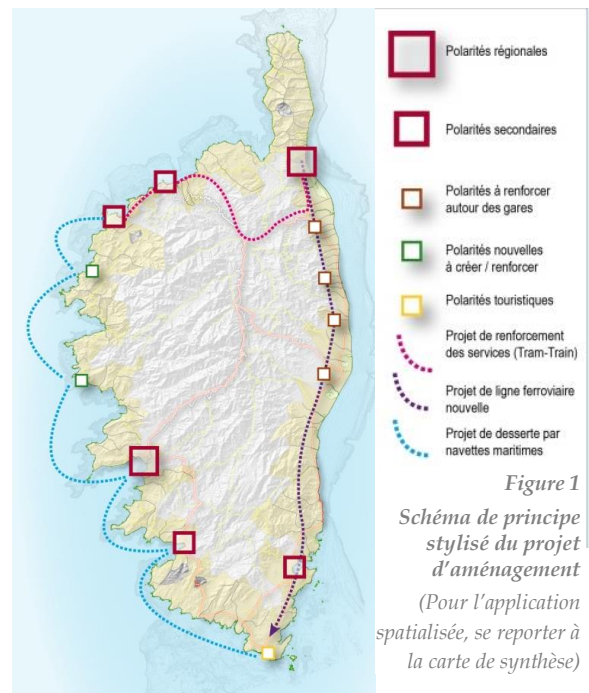 Polarités régionales
Polarités secondaires
Polarités à renforcer
autour des gares
Polarités nouvelles
à créer / renforcer
Polarités touristiques
Projet de renforcement
des services (Tram-Train)
Projet de ligne ferroviaire
nouvelle
Projet de desserte par
navettes maritimes
Figure 1
Schéma de principe
stylisé du projet
d'aménagement
(Pour l'application
spatialisée, se reporter à
la carte de synthèse)